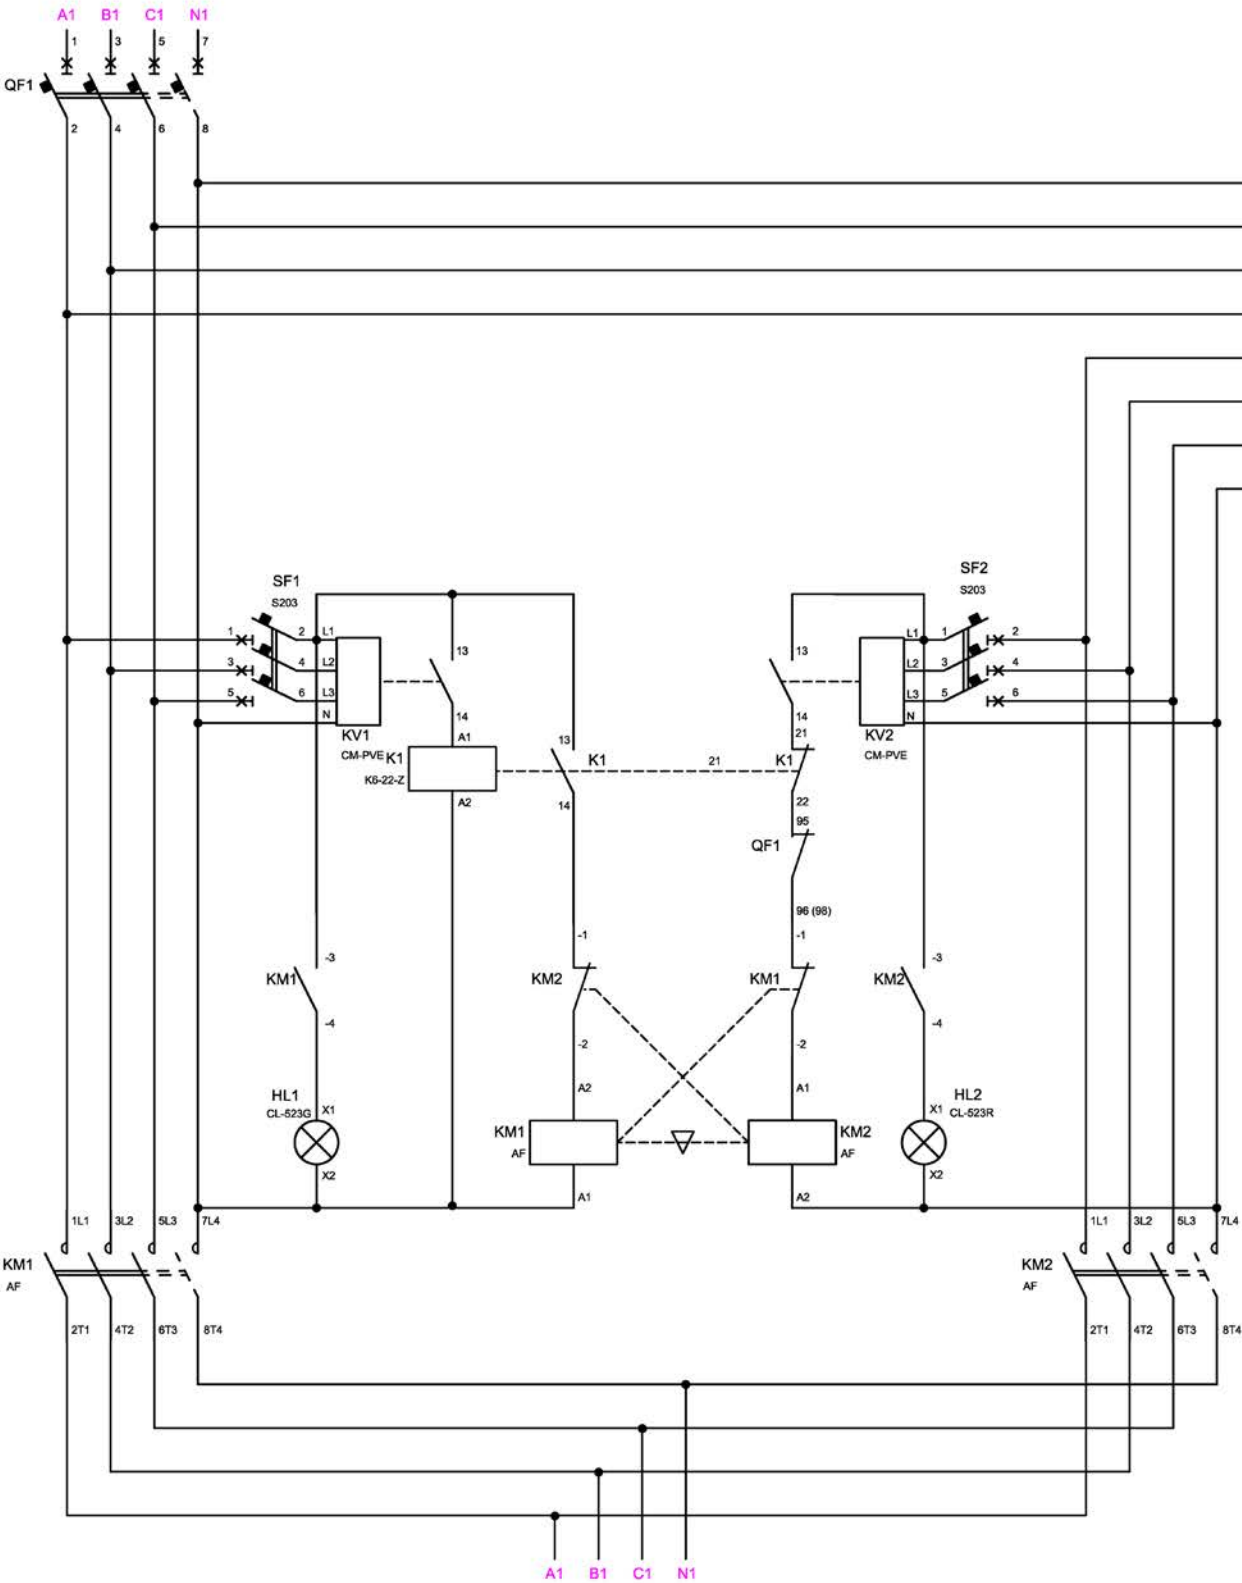 A1 B1 C1 N1
1 3 5 7
QF1
2 4 6 8
SF1
S203
SF2
S203
1 2 L1
3 4 L2
5 6 L3
N
13
14
KV1
CM-PVE
A1
K1
K6-22-Z
A2
13
K1
14
21
13
14
21
K1
22
95
QF1
96 (98)
L1 1 2
L2 3 4
L3 5 6
N
KV2
CM-PVE
-3
KM1
-4
-1
KM2
-2
-1
KM1
-2
-3
KM2
-4
HL1
CL-523G
X1
X2
A2
KM1
AF
A1
A1
KM2
AF
A2
HL2
CL-523R
X1
X2
1L1 3L2 5L3 7L4
KM1
AF
2T1 4T2 6T3 8T4
1L1 3L2 5L3 7L4
KM2
AF
2T1 4T2 6T3 8T4
A1 B1 C1 N1